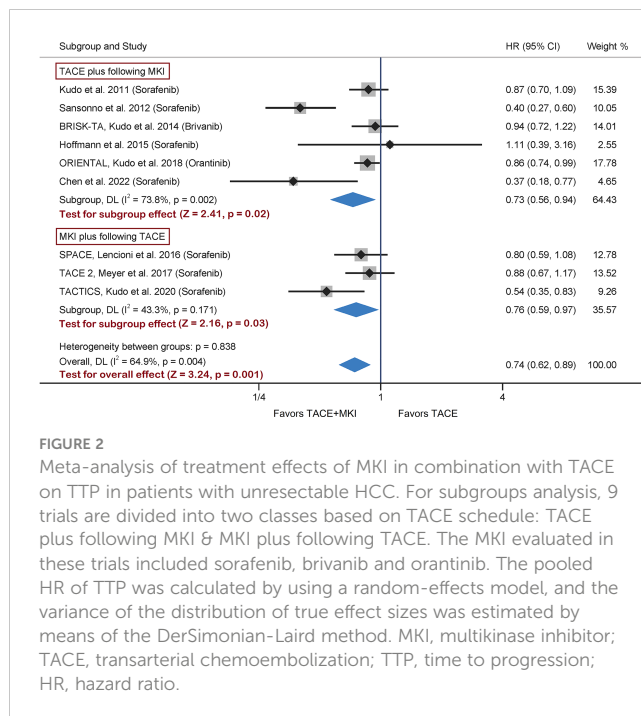 Subgroup and Study HR (95% CI) Weight %
TACE plus following MKI
Kudo et al. 2011 (Sorafenib) 0.87 (0.70, 1.09) 15.39
Sansonno et al. 2012 (Sorafenib) 0.40 (0.27, 0.60) 10.05
BRISK-TA, Kudo et al. 2014 (Brivanib) 0.94 (0.72, 1.22) 14.01
Hoffmann et al. 2015 (Sorafenib) 1.11 (0.39, 3.16) 2.55
ORIENTAL, Kudo et al. 2018 (Orantinib) 0.86 (0.74, 0.99) 17.78
Chen et al. 2022 (Sorafenib) 0.37 (0.18, 0.77) 4.65
Subgroup, DL (I² = 73.8%, p = 0.002) 0.73 (0.56, 0.94) 64.43
Test for subgroup effect (Z = 2.41, p = 0.02)
MKI plus following TACE
SPACE, Lencioni et al. 2016 (Sorafenib) 0.80 (0.59, 1.08) 12.78
TACE 2, Meyer et al. 2017 (Sorafenib) 0.88 (0.67, 1.17) 13.52
TACTICS, Kudo et al. 2020 (Sorafenib) 0.54 (0.35, 0.83) 9.26
Subgroup, DL (I² = 43.3%, p = 0.171) 0.76 (0.59, 0.97) 35.57
Test for subgroup effect (Z = 2.16, p = 0.03)
Heterogeneity between groups: p = 0.838
Overall, DL (I² = 64.9%, p = 0.004) 0.74 (0.62, 0.89) 100.00
Test for overall effect (Z = 3.24, p = 0.001)
1/4 1 4
Favors TACE+MKI Favors TACE
FIGURE 2
Meta-analysis of treatment effects of MKI in combination with TACE
on TTP in patients with unresectable HCC. For subgroups analysis, 9
trials are divided into two classes based on TACE schedule: TACE
plus following MKI & MKI plus following TACE. The MKI evaluated in
these trials included sorafenib, brivanib and orantinib. The pooled
HR of TTP was calculated by using a random-effects model, and the
variance of the distribution of true effect sizes was estimated by
means of the DerSimonian-Laird method. MKI, multikinase inhibitor;
TACE, transarterial chemoembolization; TTP, time to progression;
HR, hazard ratio.